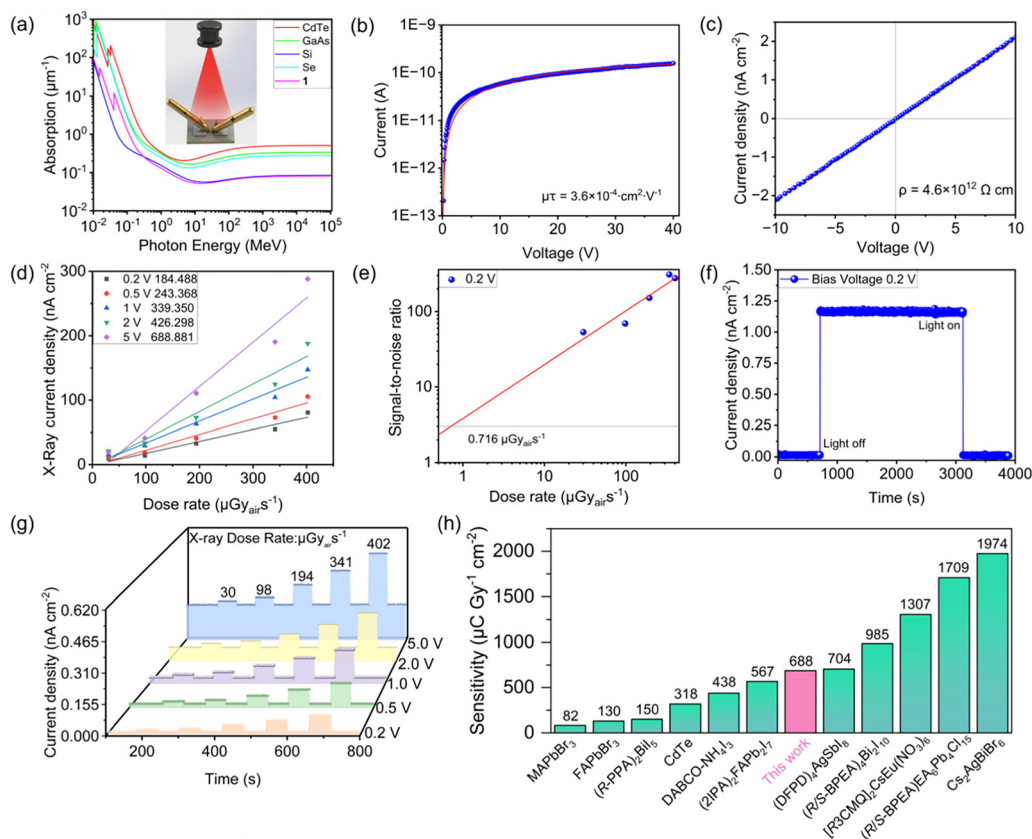 (a)
Absorption (μm⁻¹)
10³
10²
10¹
10⁰
10⁻¹
10⁻²
CdTe
GaAs
Si
Se
1
10⁻² 10⁻¹ 10⁰ 10¹ 10² 10³ 10⁴ 10⁵
Photon Energy (MeV)
(b)
Current (A)
1E-9
1E-10
1E-11
1E-12
1E-13
μτ = 3.6×10⁻⁴·cm²·V⁻¹
0 10 20 30 40
Voltage (V)
(c)
Current density (nA cm⁻²)
2
1
0
−1
−2
ρ = 4.6×10¹² Ω cm
-10 -5 0 5 10
Voltage (V)
(d)
X-Ray current density (nA cm⁻²)
300
250
200
150
100
50
0
0.2 V 184.488
0.5 V 243.368
1 V 339.350
2 V 426.298
5 V 688.881
0 100 200 300 400 500
Dose rate (μGyₐᵢᵣs⁻¹)
(e)
Signal-to-noise ratio
100
10
1
0.2 V
0.716 μGyₐᵢᵣs⁻¹
1 10 100
Dose rate (μGyₐᵢᵣs⁻¹)
(f)
Current density (nA cm⁻²)
1.50
1.25
1.00
0.75
0.50
0.25
0.00
Bias Voltage 0.2 V
Light on
Light off
0 1000 2000 3000 4000
Time (s)
(g)
Current density (nA cm⁻²)
0.620
0.465
0.310
0.155
0.000
X-ray Dose Rate:μGyₐᵢᵣs⁻¹
30 98 194 341 402
5.0 V
2.0 V
1.0 V
0.5 V
0.2 V
200 400 600 800
Time (s)
(h)
Sensitivity (μC Gy⁻¹ cm⁻²)
2000
1500
1000
500
0
82 130 150 318 438 567 688 704 985 1307 1709 1974
MAPbBr₃
FAPbBr₃
(R-PPA)₂BiI₅
CdTe
DABCO-NH₄I₃
(2IPA)₂FAPb₂I₇
This work
(DFPD)₄AgSbI₈
(R/S-BPEA)₄Bi₂I₁₀
[R3CMQ]₂CsEu(NO₃)₆
(R/S-BPEA)EA₆Pb₄Cl₁₅
Cs₂AgBiBr₆